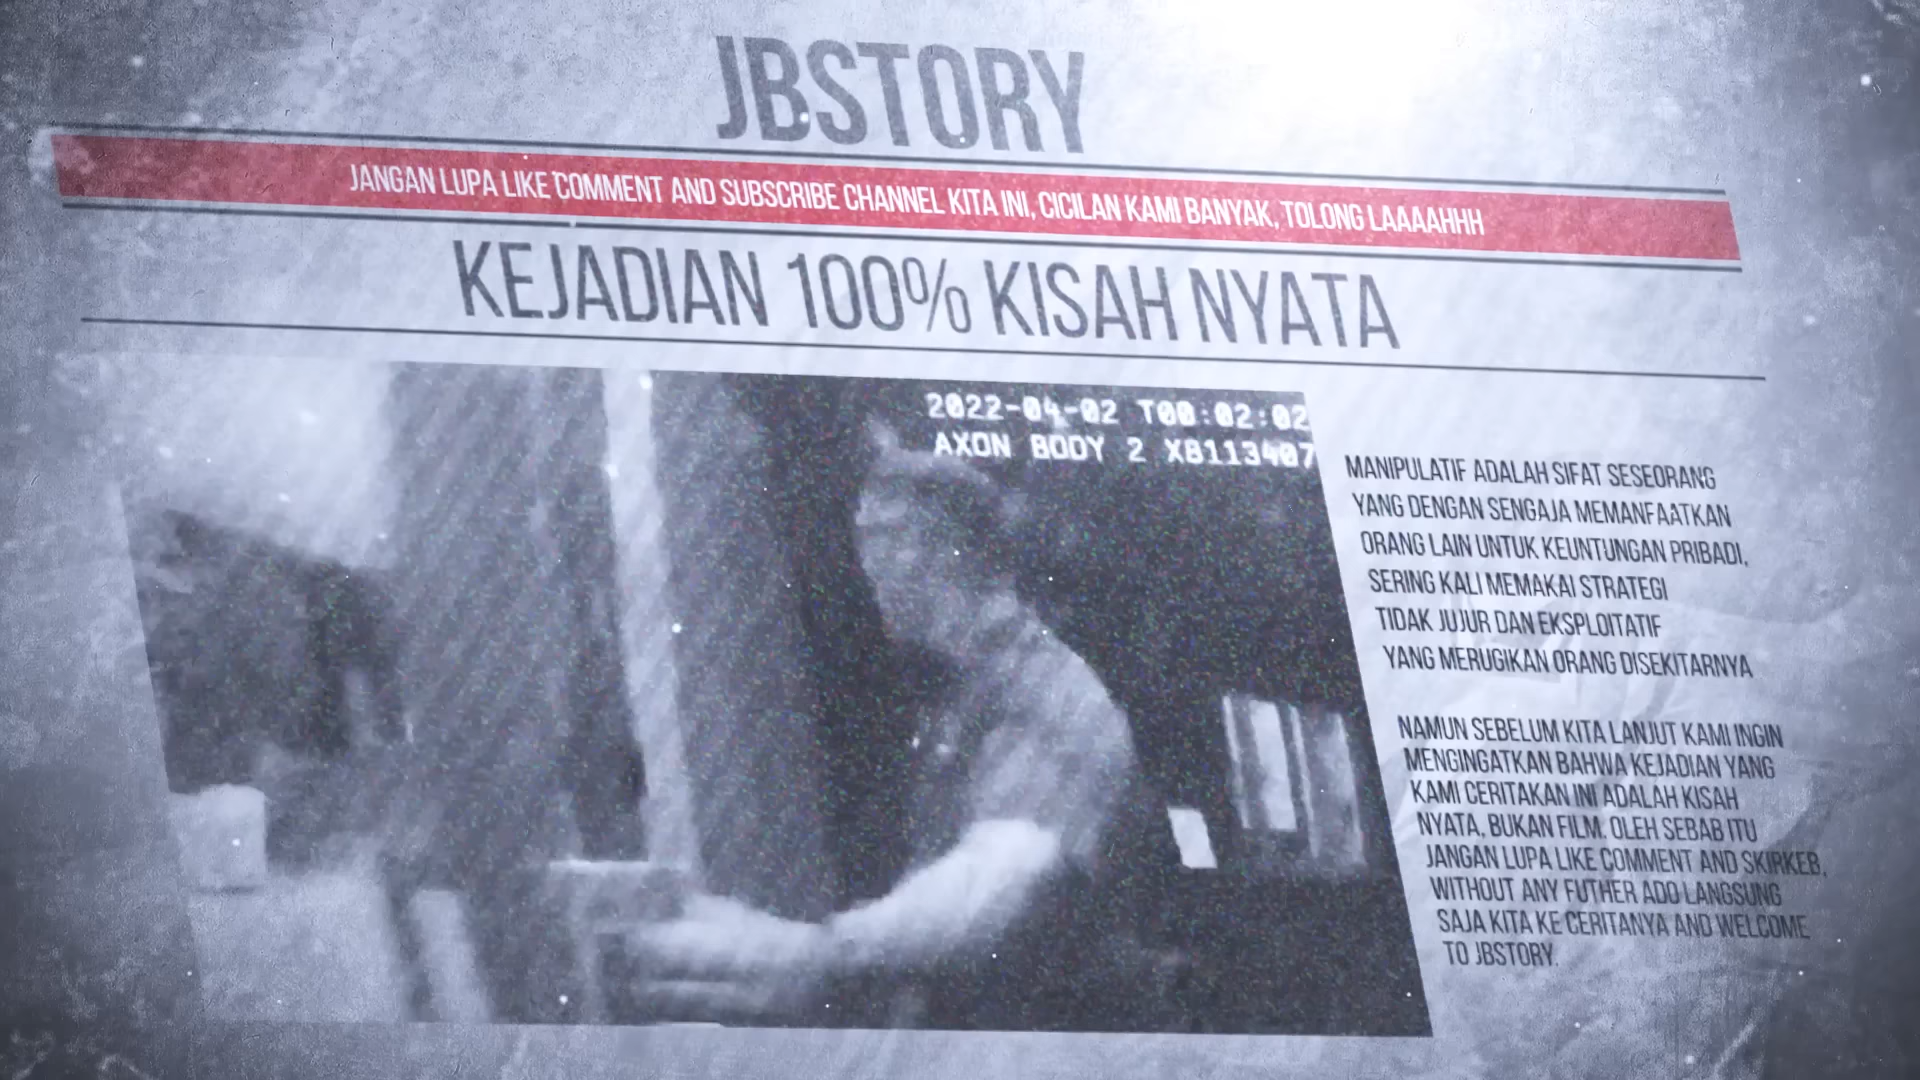 JBSTORY
JANGAN LUPA LIKE COMMENT AND SUBSCRIBE CHANNEL KITA INI, CICILAN KAMI BANYAK, TOLONG LAAAAHHH
KEJADIAN 100% KISAH NYATA
2022-04-02 T00:02:02
AXON BODY 2 X8113407
MANIPULATIF ADALAH SIFAT SESEORANG
YANG DENGAN SENGAJA MEMANFAATKAN
ORANG LAIN UNTUK KEUNTUNGAN PRIBADI,
SERING KALI MEMAKAI STRATEGI
TIDAK JUJUR DAN EKSPLOITATIF
YANG MERUGIKAN ORANG DISEKITARNYA
NAMUN SEBELUM KITA LANJUT KAMI INGIN
MENGINGATKAN BAHWA KEJADIAN YANG
KAMI CERITAKAN INI ADALAH KISAH
NYATA, BUKAN FILM. OLEH SEBAB ITU
JANGAN LUPA LIKE COMMENT AND SKIRKEB,
WITHOUT ANY FUTHER ADO LANGSUNG
SAJA KITA KE CERITANYA AND WELCOME
TO JBSTORY.